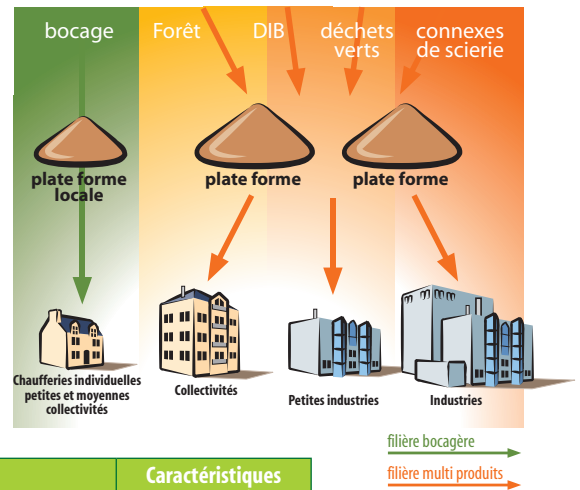 bocage
Forêt
DIB
déchets
verts
connexes
de scierie
plate forme
locale
plate forme
plate forme
Chaufferies individuelles
petites et moyennes
collectivités
Collectivités
Petites industries
Industries
filière bocagère
filière multi produits
Caractéristiques